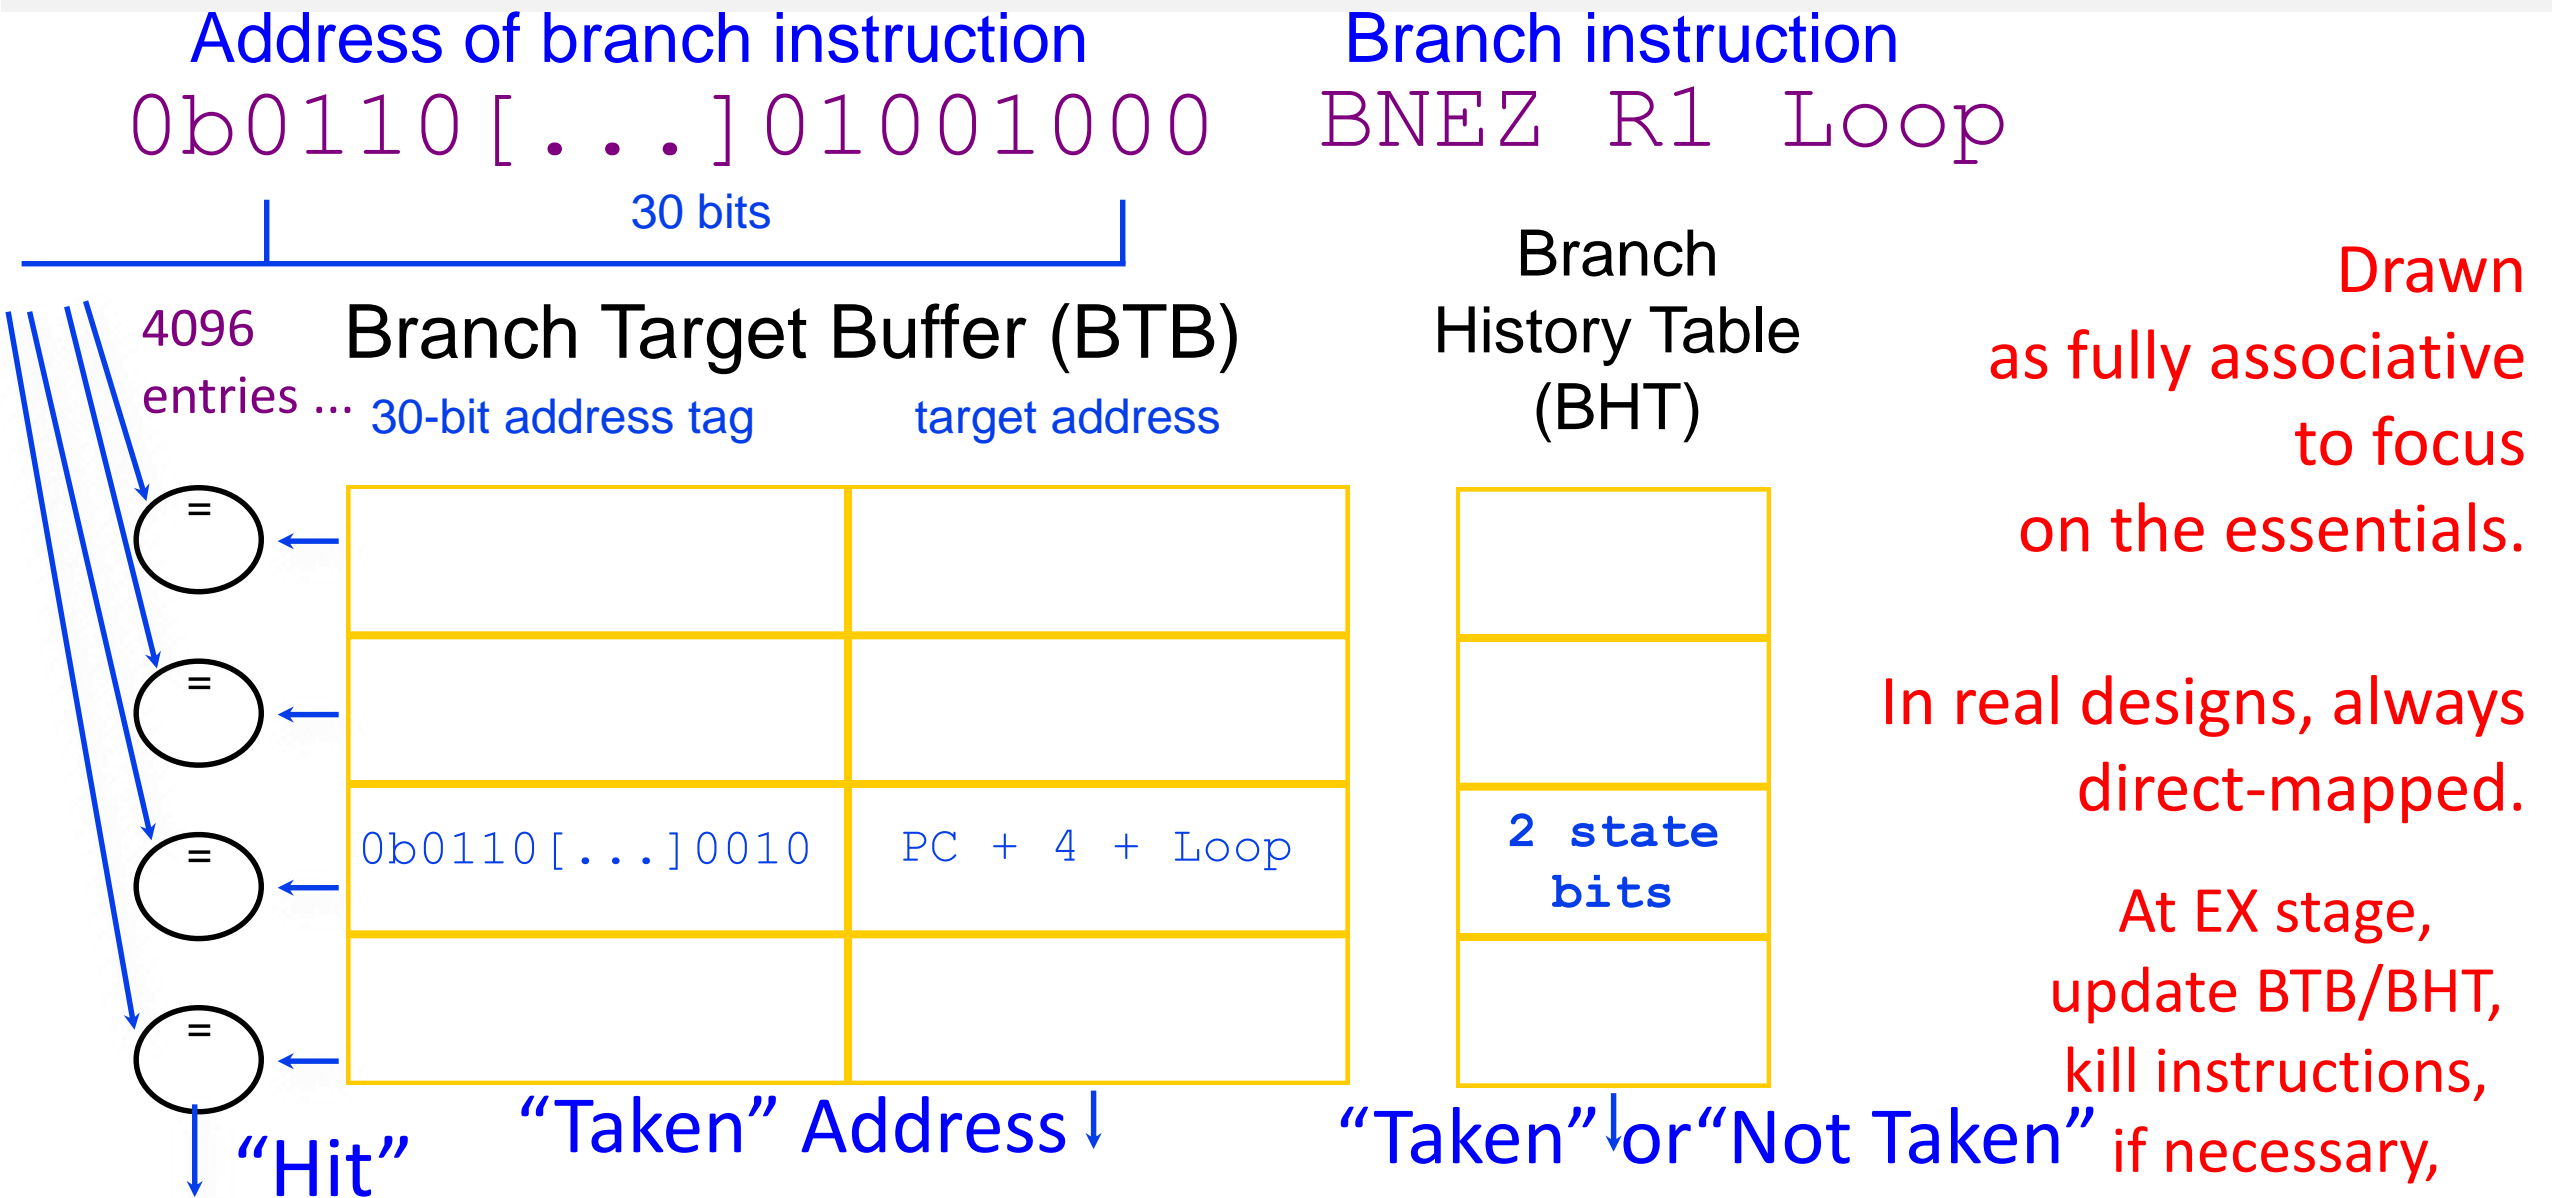 Address of branch instruction
Branch instruction
0b0110[...]01001000
BNEZ R1 Loop
30 bits
4096
entries ...
Branch Target Buffer (BTB)
30-bit address tag
target address
Branch
History Table
(BHT)
=
=
=
=
0b0110[...]0010
PC + 4 + Loop
2 state
bits
"Hit"
“Taken” Address
“Taken” or “Not Taken”
Drawn
as fully associative
to focus
on the essentials.
In real designs, always
direct-mapped.
At EX stage,
update BTB/BHT,
kill instructions,
if necessary,